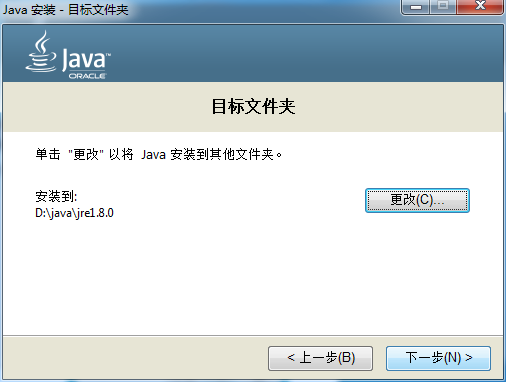 Java 安装 - 目标文件夹
Java™
ORACLE
目标文件夹
单击 "更改" 以将 Java 安装到其他文件夹。
安装到:
D:\java\jre1.8.0
更改(C)...
< 上一步(B)
下一步(N) >